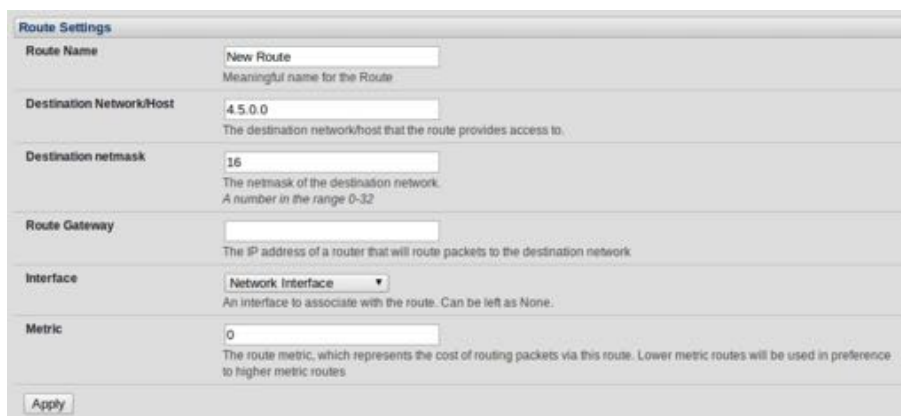 Route Settings
Route Name
New Route
Meaningful name for the Route
Destination Network/Host
4.5.0.0
The destination network/host that the route provides access to.
Destination netmask
16
The netmask of the destination network.
A number in the range 0-32
Route Gateway
The IP address of a router that will route packets to the destination network
Interface
Network Interface
An interface to associate with the route. Can be left as None.
Metric
0
The route metric, which represents the cost of routing packets via this route. Lower metric routes will be used in preference
to higher metric routes
Apply